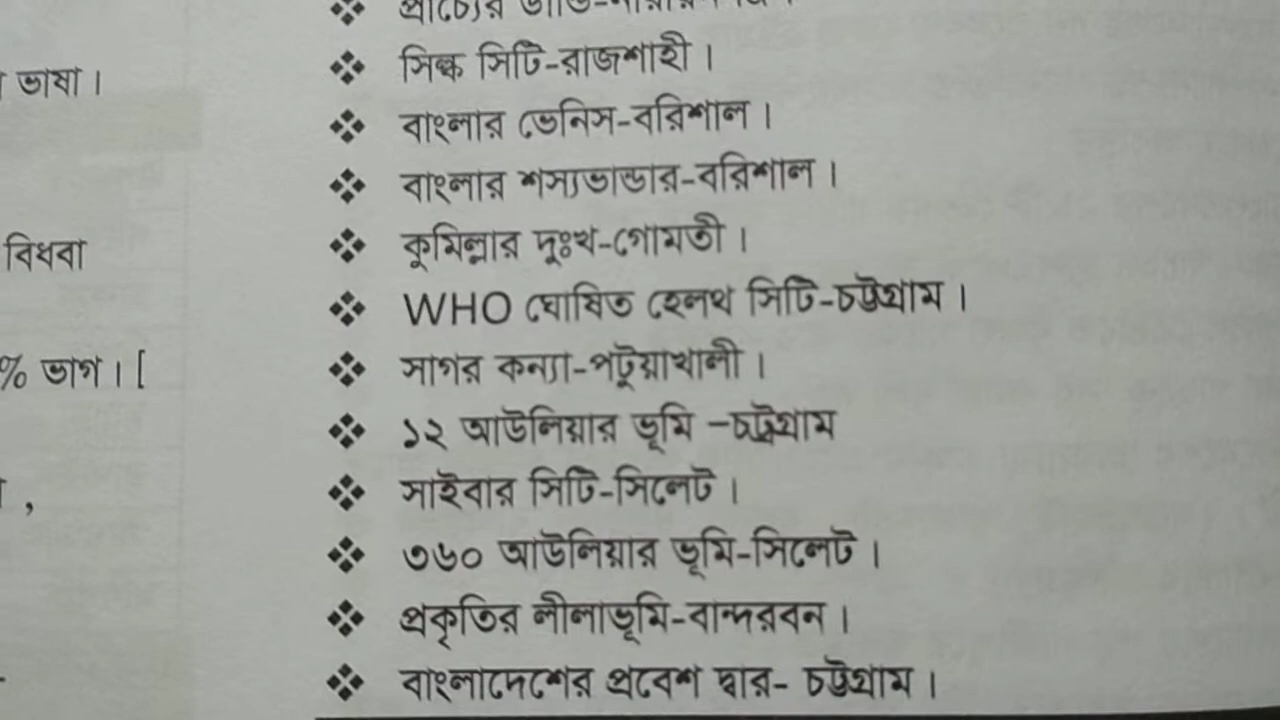 সিল্ক সিটি-রাজশাহী।
ভাষা।
বাংলার ভেনিস-বরিশাল।
বাংলার শস্যভান্ডার-বরিশাল।
বিধবা
কুমিল্লার দুঃখ-গোমতী।
WHO ঘোষিত হেলথ সিটি-চট্টগ্রাম।
% ভাগ। [
সাগর কন্যা-পটুয়াখালী।
১২ আউলিয়ার ভূমি –চট্রগ্রাম
সাইবার সিটি-সিলেট।
,
৩৬০ আউলিয়ার ভূমি-সিলেট।
প্রকৃতির লীলাভূমি-বান্দরবন।
বাংলাদেশের প্রবেশ দ্বার- চট্টগ্রাম।